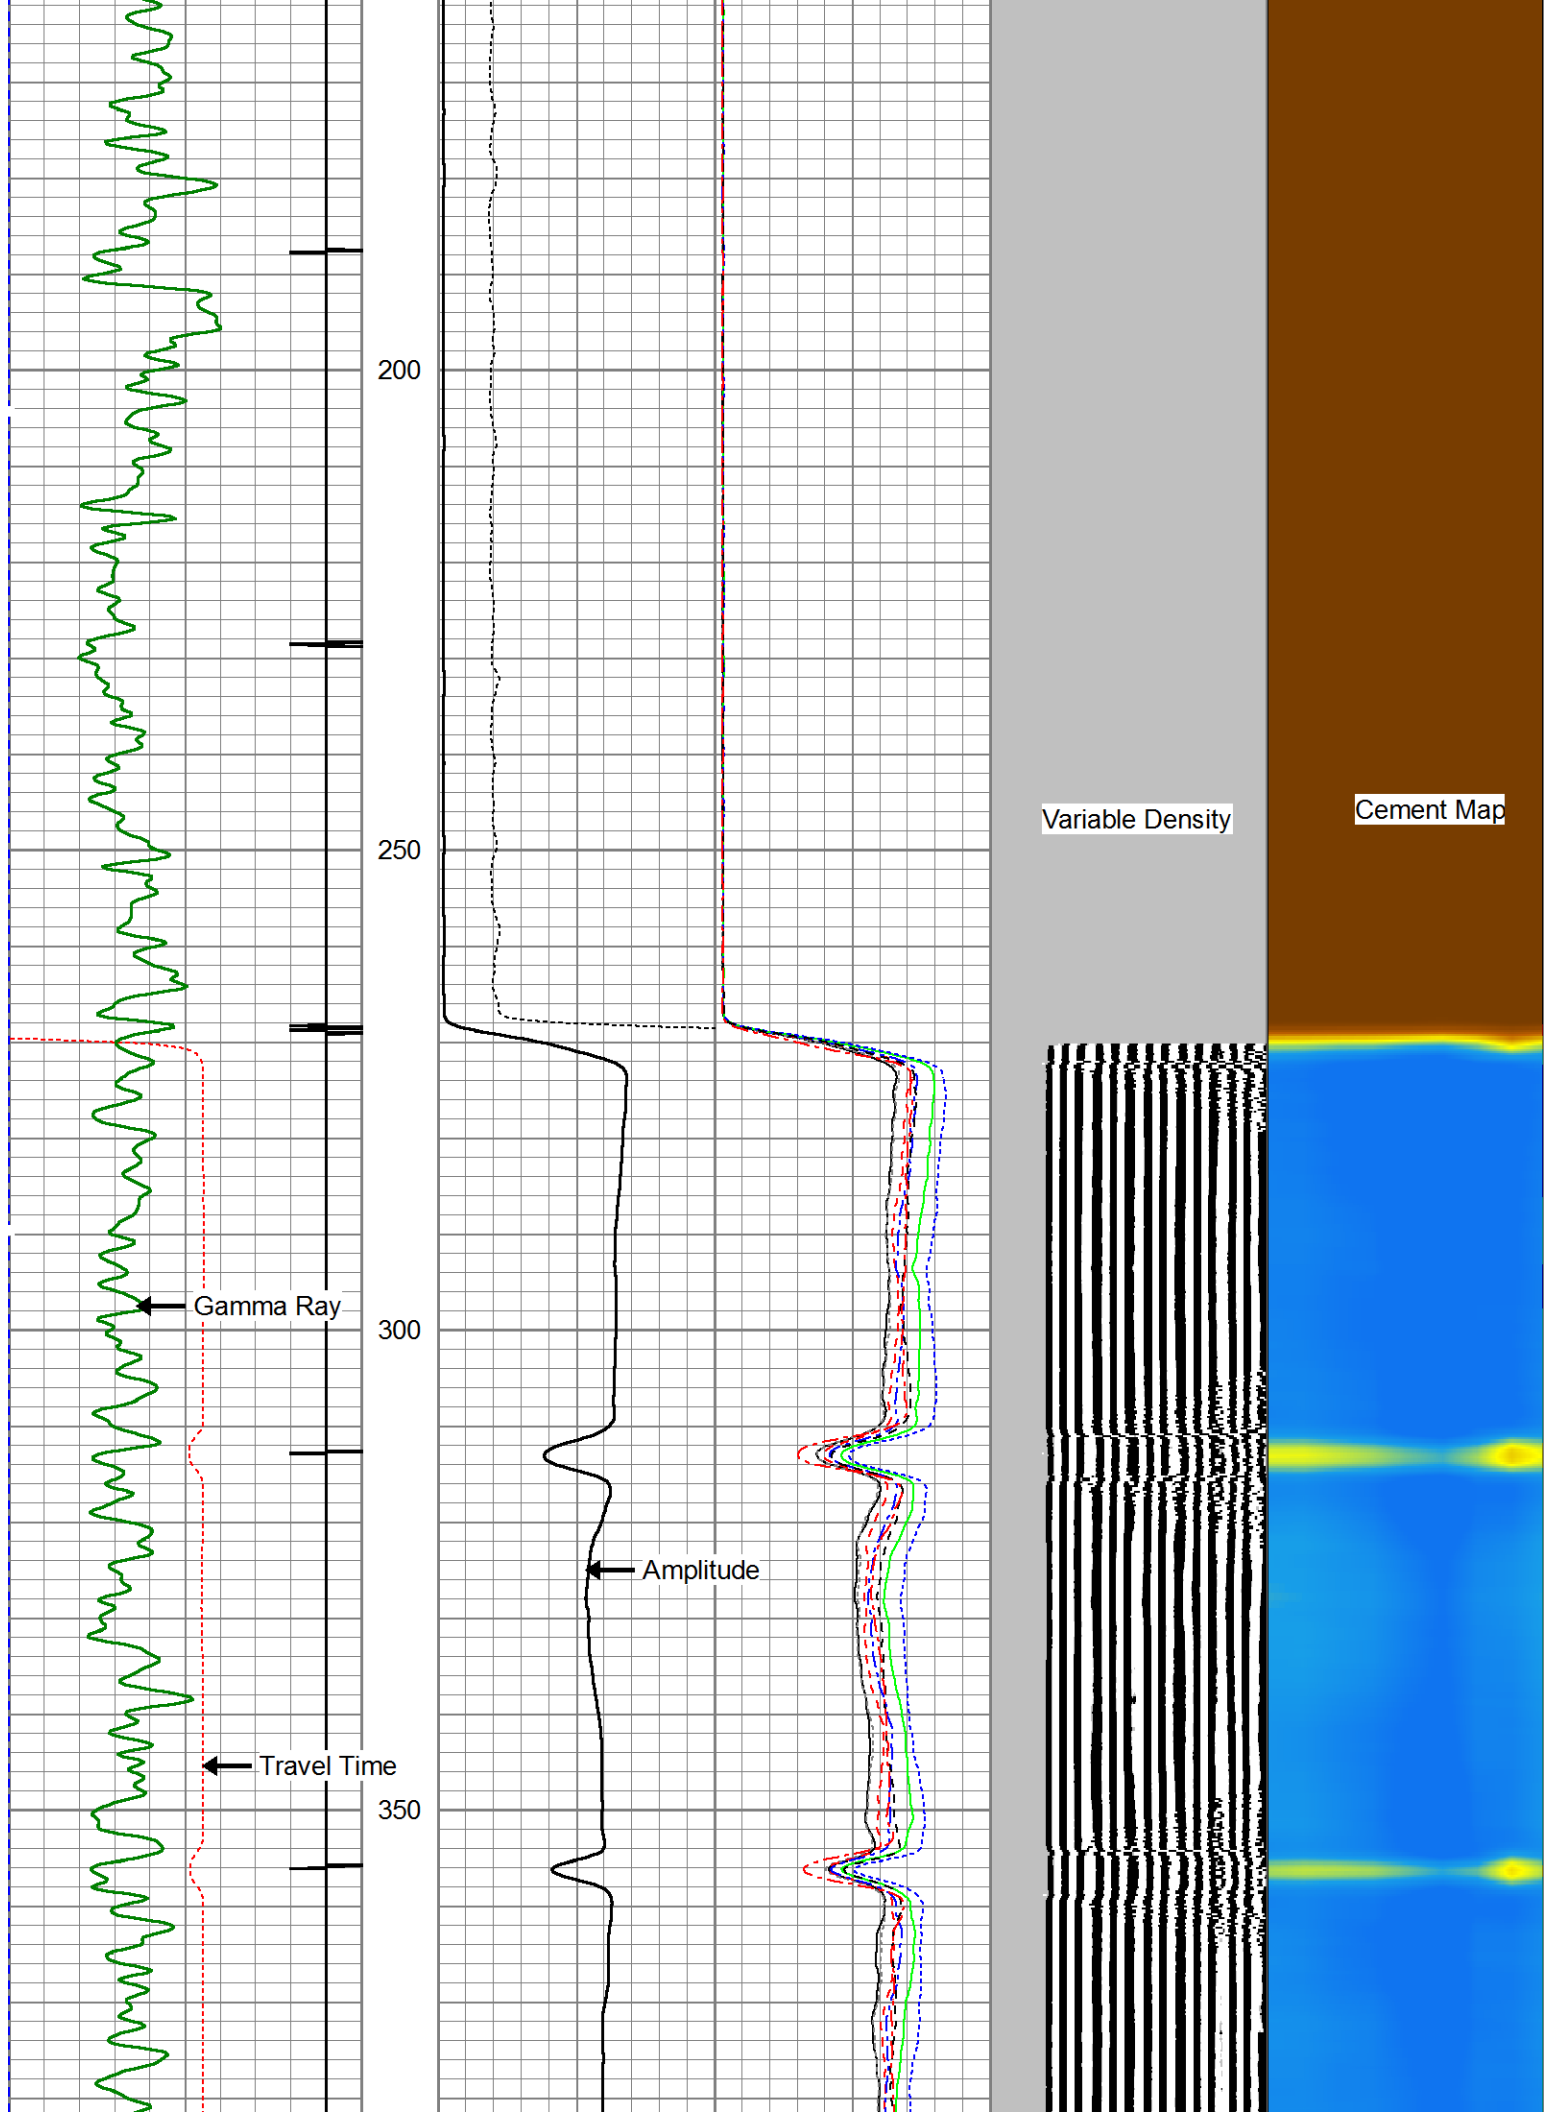 200
Cement Map
Variable Density
250
Gamma Ray
300
Amplitude
Travel Time
350